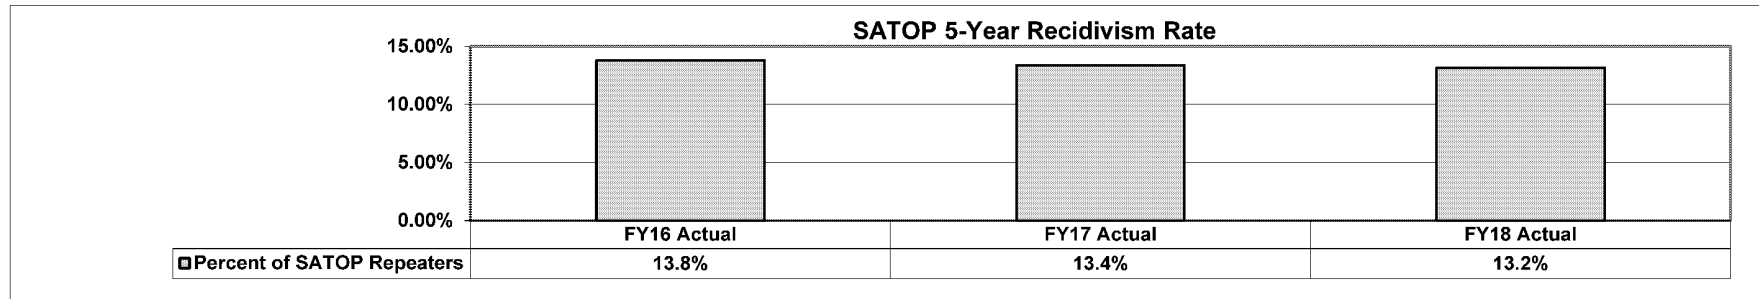 SATOP 5-Year Recidivism Rate
15.00%
10.00%
5.00%
0.00%
FY16 Actual FY17 Actual FY18 Actual
Percent of SATOP Repeaters 13.8% 13.4% 13.2%